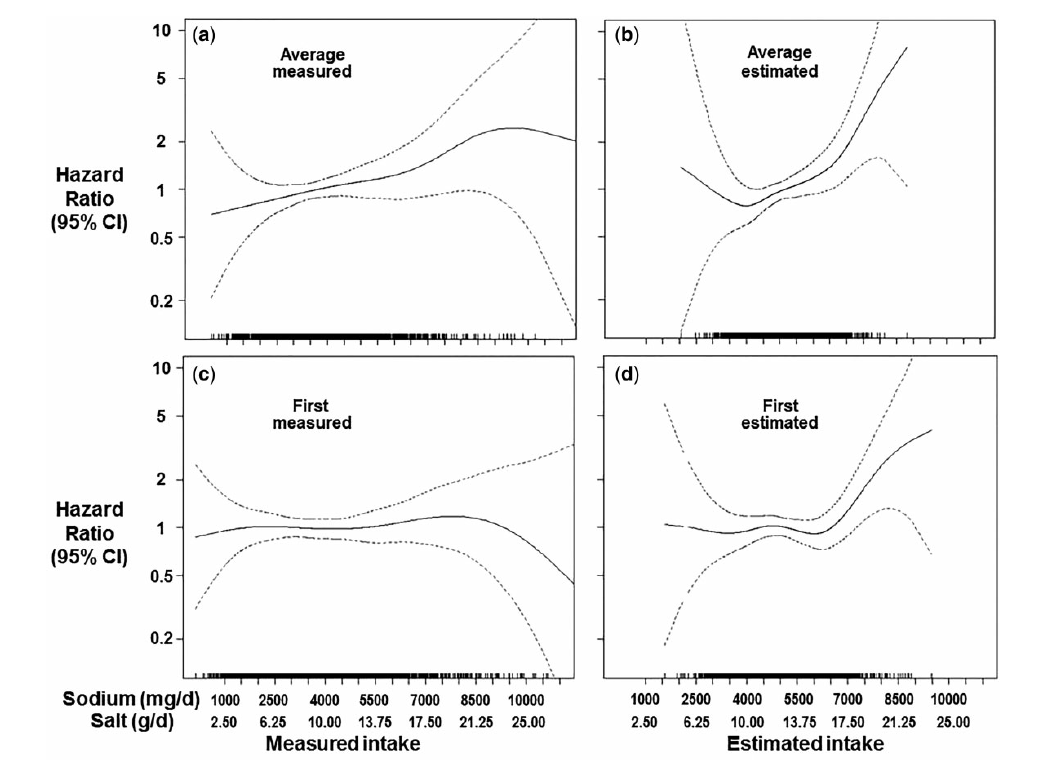 (a)
Average
measured
10
5
2
1
0.5
0.2
Hazard
Ratio
(95% CI)
(b)
Average
estimated
(c)
First
measured
10
5
2
1
0.5
0.2
Hazard
Ratio
(95% CI)
(d)
First
estimated
Sodium (mg/d) 1000 2500 4000 5500 7000 8500 10000
Salt (g/d) 2.50 6.25 10.00 13.75 17.50 21.25 25.00
Measured intake
1000 2500 4000 5500 7000 8500 10000
2.50 6.25 10.00 13.75 17.50 21.25 25.00
Estimated intake